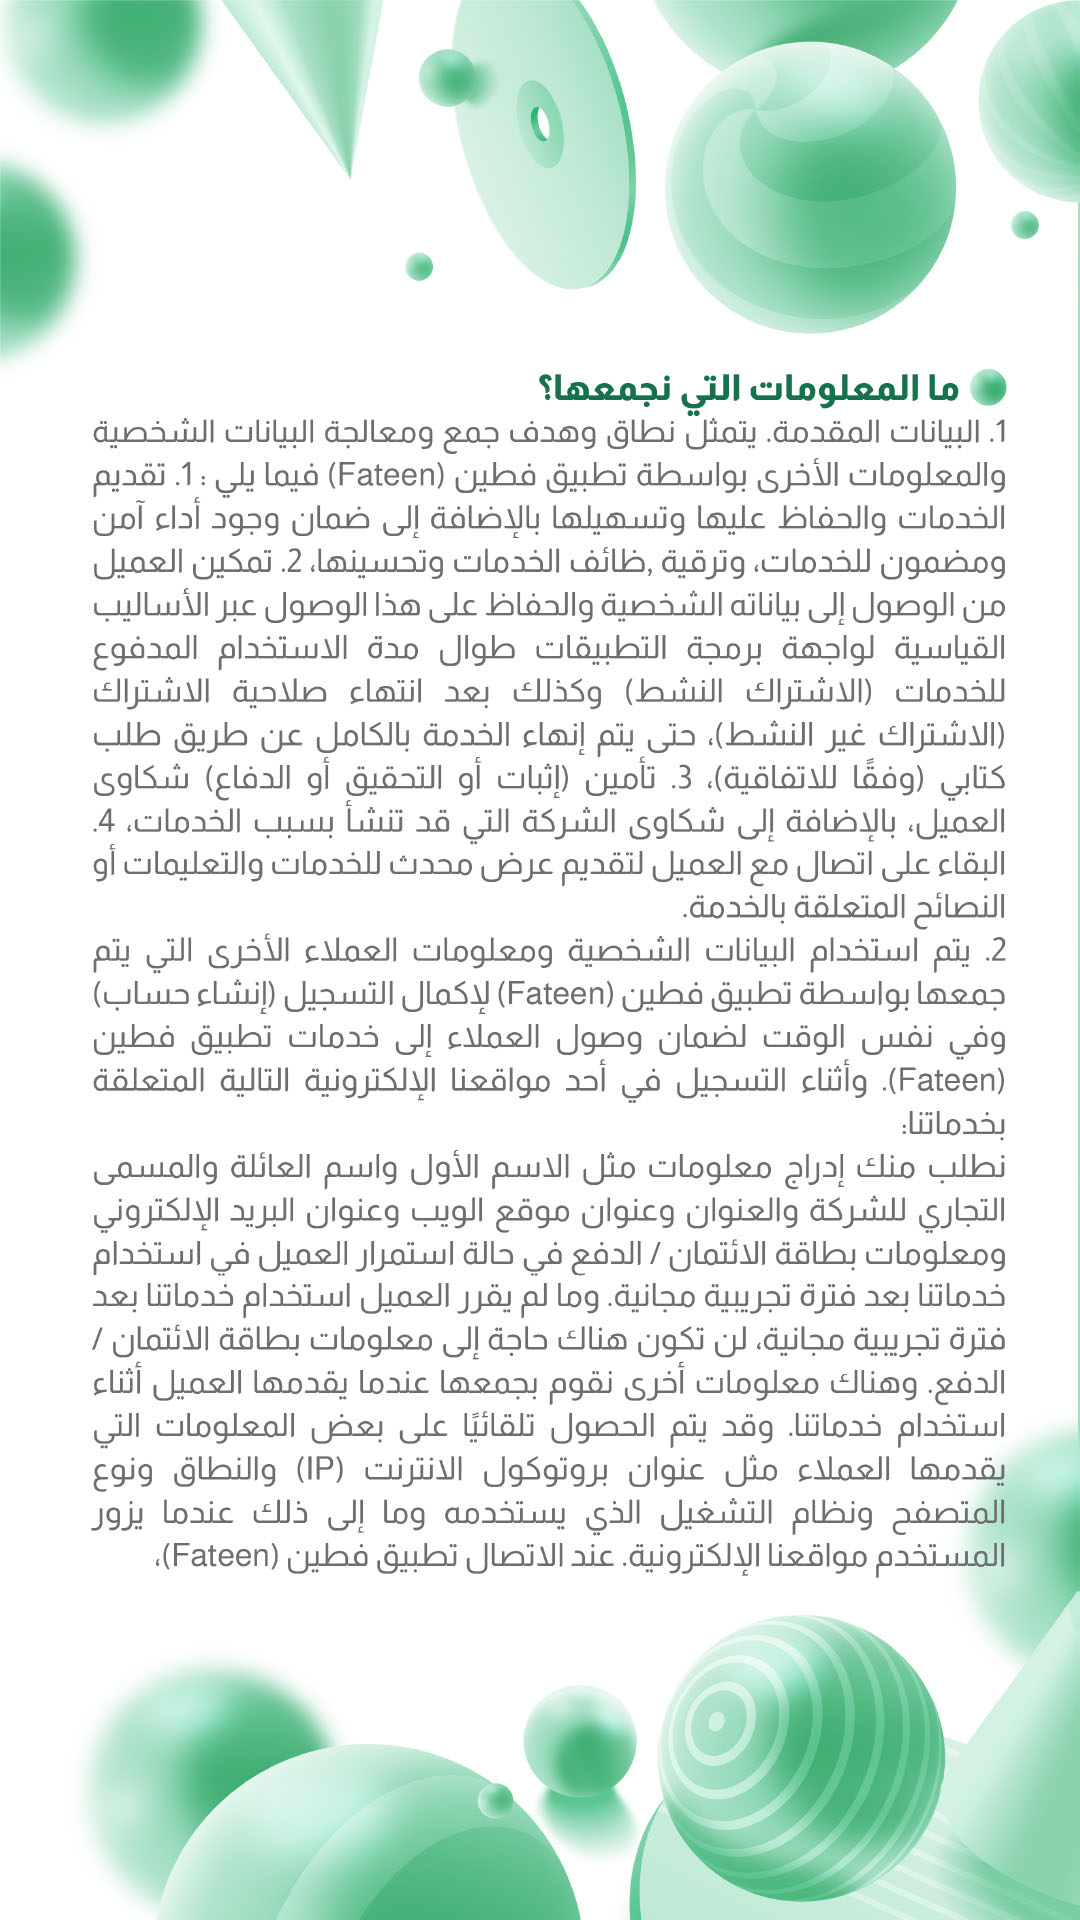 ما المعلومات التي نجمعها؟
1. البيانات المقدمة. يتمثل نطاق وهدف جمع ومعالجة البيانات الشخصية
والمعلومات الأخرى بواسطة تطبيق فطين (Fateen) فيما يلي : 1. تقديم
الخدمات والحفاظ عليها وتسهيلها بالإضافة إلى ضمان وجود أداء آمن
ومضمون للخدمات، وترقية ,ظائف الخدمات وتحسينها، 2. تمكين العميل
من الوصول إلى بياناته الشخصية والحفاظ على هذا الوصول عبر الأساليب
القياسية لواجهة برمجة التطبيقات طوال مدة الاستخدام المدفوع
للخدمات (الاشتراك النشط) وكذلك بعد انتهاء صلاحية الاشتراك
(الاشتراك غير النشط)، حتى يتم إنهاء الخدمة بالكامل عن طريق طلب
كتابي (وفقًا للاتفاقية)، 3. تأمين (إثبات أو التحقيق أو الدفاع) شكاوى
العميل، بالإضافة إلى شكاوى الشركة التي قد تنشأ بسبب الخدمات، 4.
البقاء على اتصال مع العميل لتقديم عرض محدث للخدمات والتعليمات أو
النصائح المتعلقة بالخدمة.
2. يتم استخدام البيانات الشخصية ومعلومات العملاء الأخرى التي يتم
جمعها بواسطة تطبيق فطين (Fateen) لإكمال التسجيل (إنشاء حساب)
وفي نفس الوقت لضمان وصول العملاء إلى خدمات تطبيق فطين
(Fateen). وأثناء التسجيل في أحد مواقعنا الإلكترونية التالية المتعلقة
بخدماتنا:
نطلب منك إدراج معلومات مثل الاسم الأول واسم العائلة والمسمى
التجاري للشركة والعنوان وعنوان موقع الويب وعنوان البريد الإلكتروني
ومعلومات بطاقة الائتمان / الدفع في حالة استمرار العميل في استخدام
خدماتنا بعد فترة تجريبية مجانية. وما لم يقرر العميل استخدام خدماتنا بعد
فترة تجريبية مجانية، لن تكون هناك حاجة إلى معلومات بطاقة الائتمان /
الدفع. وهناك معلومات أخرى نقوم بجمعها عندما يقدمها العميل أثناء
استخدام خدماتنا. وقد يتم الحصول تلقائيًا على بعض المعلومات التي
يقدمها العملاء مثل عنوان بروتوكول الانترنت (IP) والنطاق ونوع
المتصفح ونظام التشغيل الذي يستخدمه وما إلى ذلك عندما يزور
المستخدم مواقعنا الإلكترونية. عند الاتصال تطبيق فطين (Fateen)،